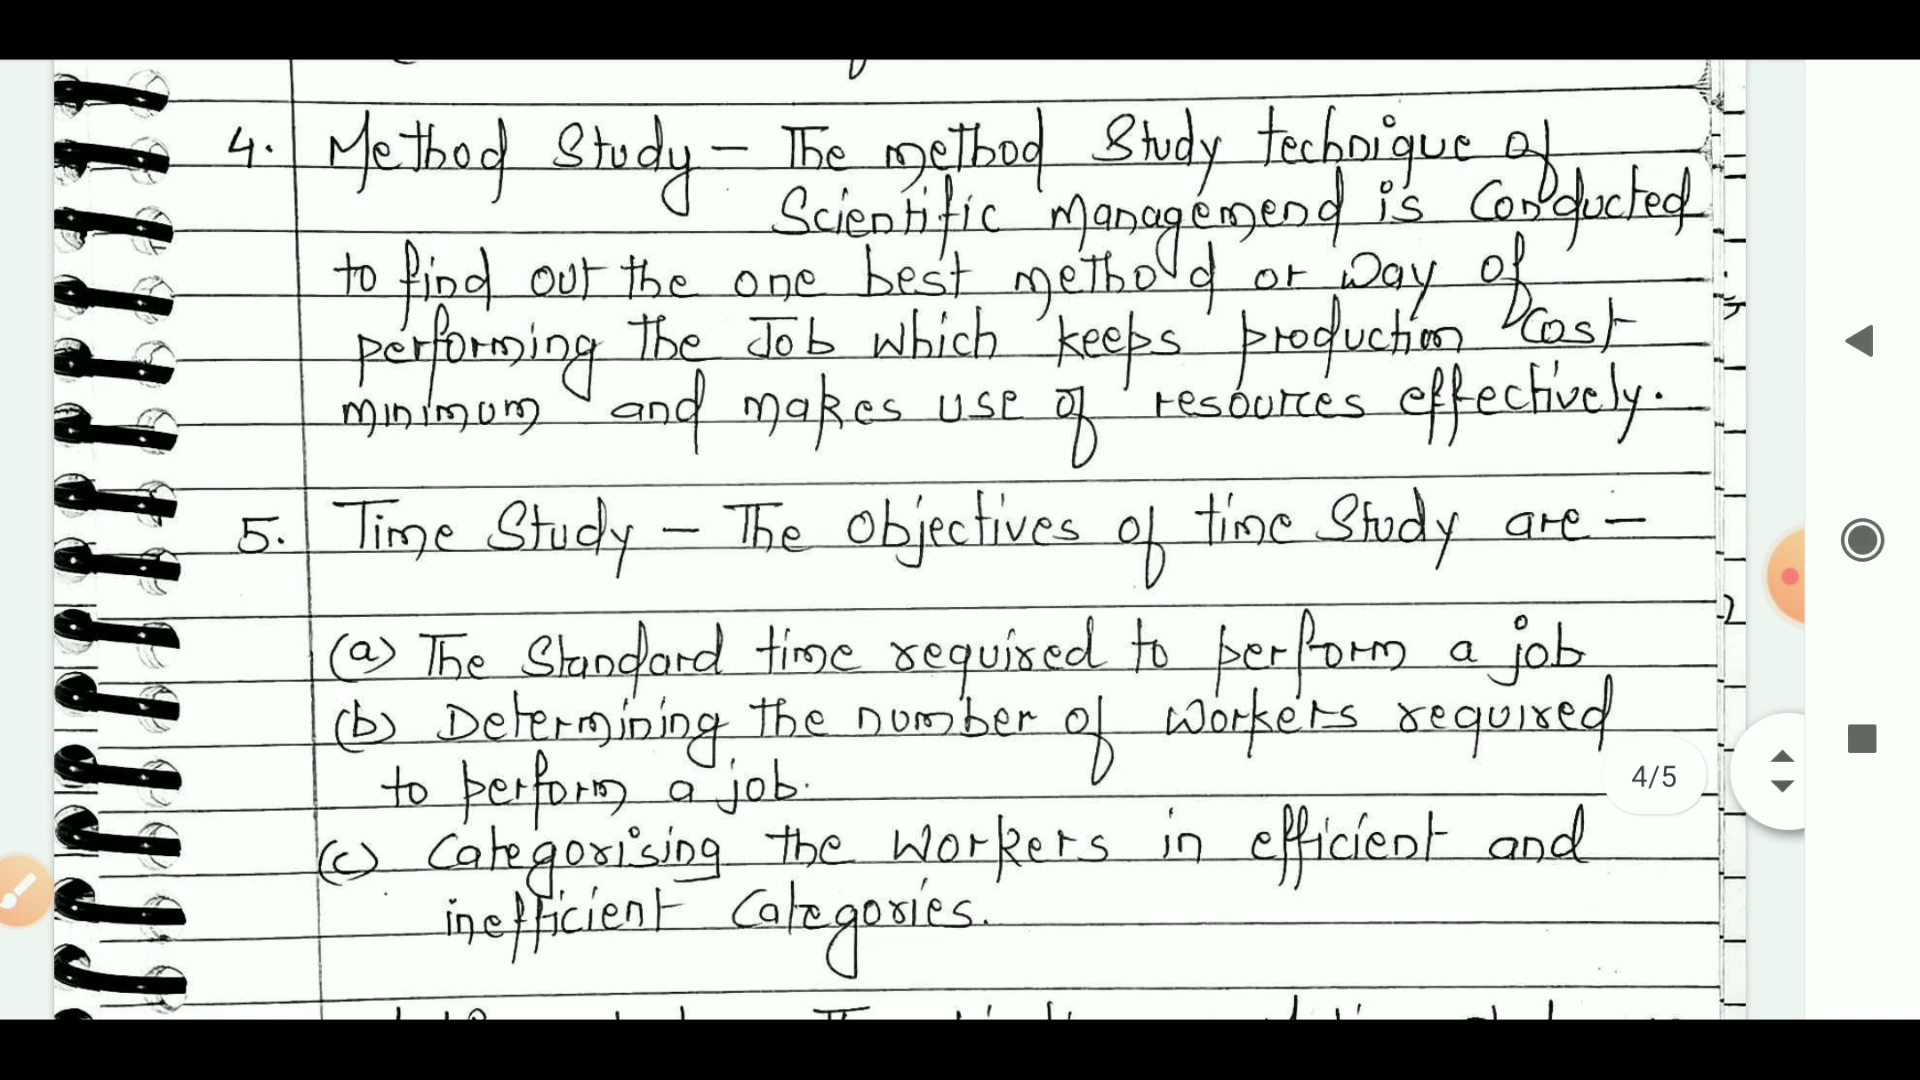 4. Method Study – The method Study technique of
Scientific Managemend is Conducted
to find out the one best method or Way of
performing the Job which keeps production Cost
minimum and makes use of resources effectively.
5. Time Study – The Objectives of time Study are –
(a) The Standard time required to perform a job
(b) Determining the number of Workers required
to perform a job.
4/5
(c) Categorising the Workers in efficient and
inefficient Categories.